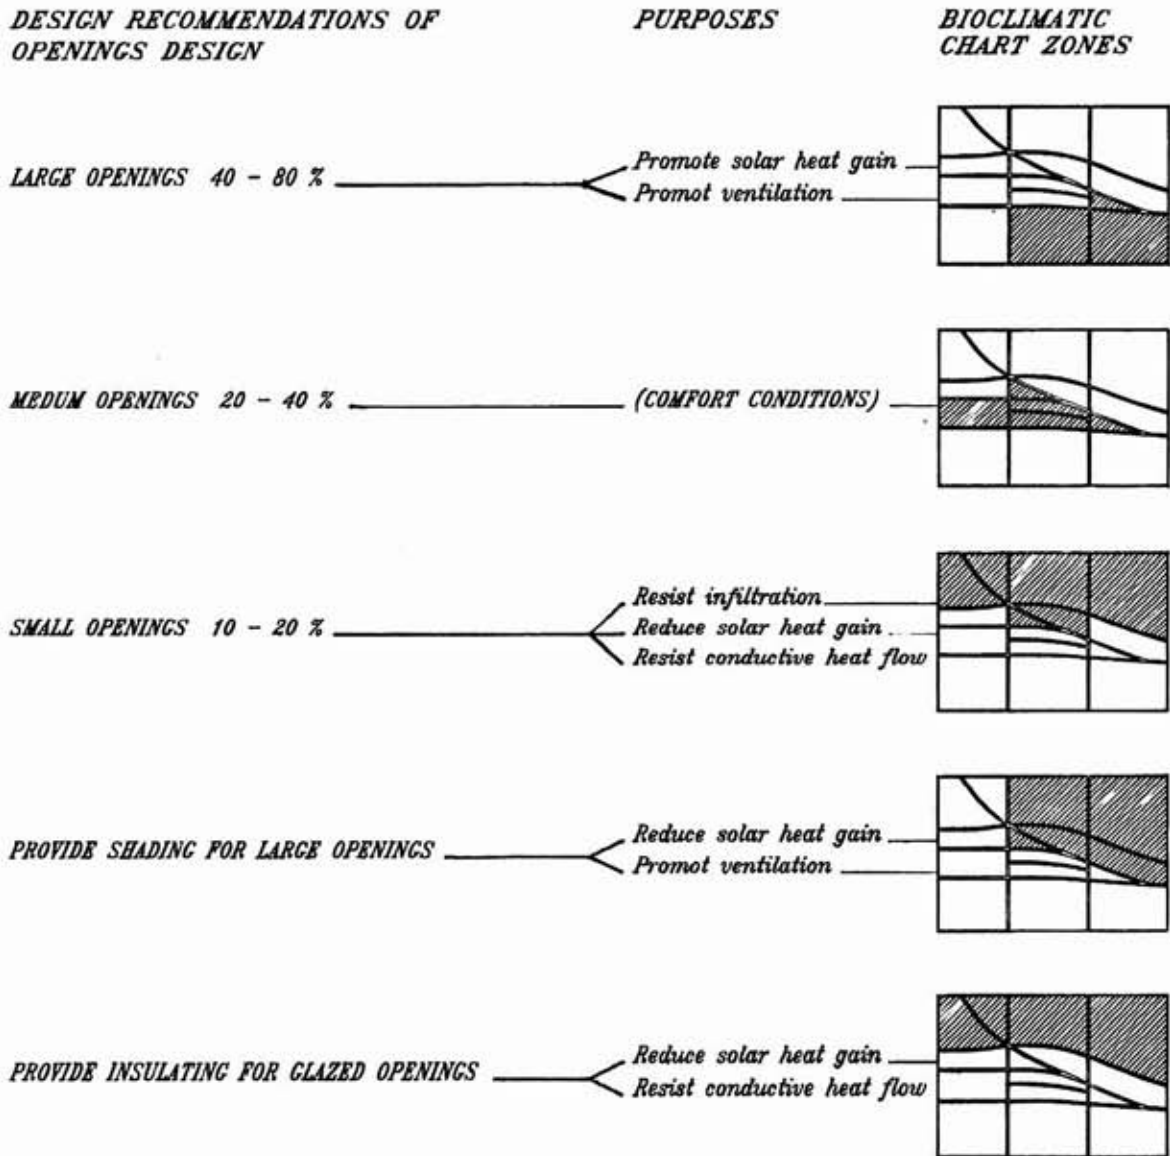 DESIGN RECOMMENDATIONS OF
OPENINGS DESIGN
PURPOSES
BIOCLIMATIC
CHART ZONES
LARGE OPENINGS 40 - 80 %
Promote solar heat gain
Promot ventilation
MEDUM OPENINGS 20 - 40 %
(COMFORT CONDITIONS)
SMALL OPENINGS 10 - 20 %
Resist infiltration
Reduce solar heat gain
Resist conductive heat flow
PROVIDE SHADING FOR LARGE OPENINGS
Reduce solar heat gain
Promot ventilation
PROVIDE INSULATING FOR GLAZED OPENINGS
Reduce solar heat gain
Resist conductive heat flow